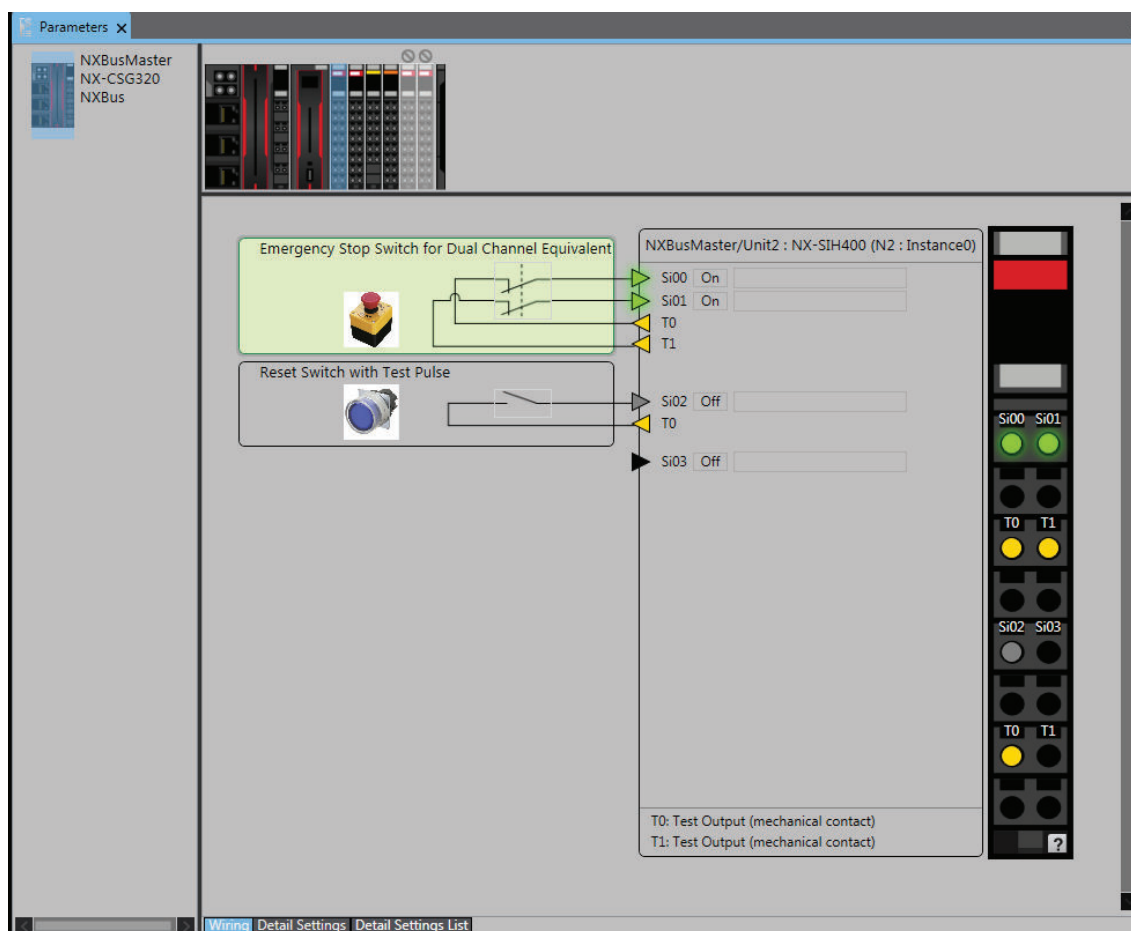 Parameters X
NXBusMaster
NX-CSG320
NXBus
Emergency Stop Switch for Dual Channel Equivalent
NXBusMaster/Unit2 : NX-SIH400 (N2 : Instance0)
Si00 On
Si01 On
T0
T1
Reset Switch with Test Pulse
Si02 Off
T0
Si03 Off
Si00 Si01
T0 T1
Si02 Si03
T0 T1
T0: Test Output (mechanical contact)
T1: Test Output (mechanical contact)
?
Wiring Detail Settings Detail Settings List